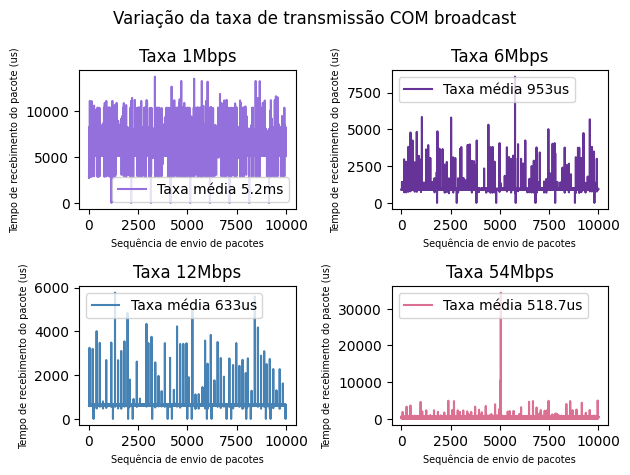 Variação da taxa de transmissão COM broadcast
Taxa 1Mbps
Tempo de recebimento do pacote (us)
10000
5000
0
Taxa média 5.2ms
0 2500 5000 7500 10000
Sequência de envio de pacotes
Taxa 6Mbps
Tempo de recebimento do pacote (us)
7500
5000
2500
0
Taxa média 953us
0 2500 5000 7500 10000
Sequência de envio de pacotes
Taxa 12Mbps
Tempo de recebimento do pacote (us)
6000
4000
2000
0
Taxa média 633us
0 2500 5000 7500 10000
Sequência de envio de pacotes
Taxa 54Mbps
Tempo de recebimento do pacote (us)
30000
20000
10000
0
Taxa média 518.7us
0 2500 5000 7500 10000
Sequência de envio de pacotes